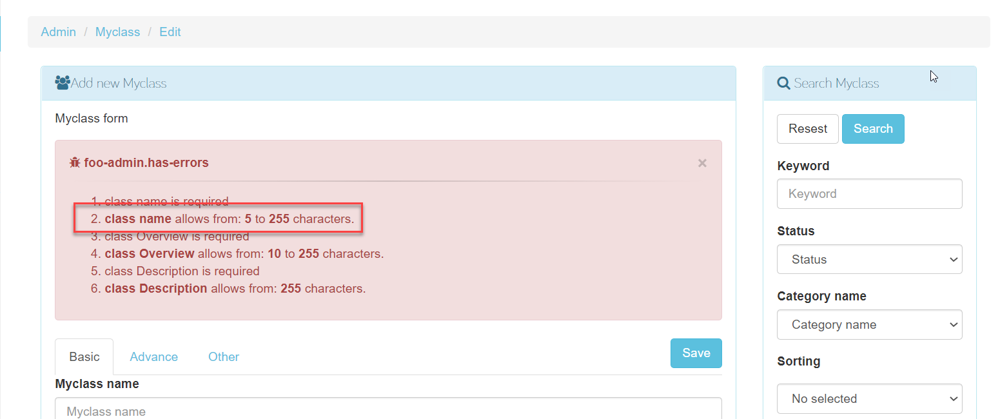 Admin / Myclass / Edit
Add new Myclass
Myclass form
foo-admin.has-errors ×
1. class name is required
2. class name allows from: 5 to 255 characters.
3. class Overview is required
4. class Overview allows from: 10 to 255 characters.
5. class Description is required
6. class Description allows from: 255 characters.
Basic Advance Other Save
Myclass name
Myclass name
Search Myclass
Resest Search
Keyword
Keyword
Status
Status
Category name
Category name
Sorting
No selected